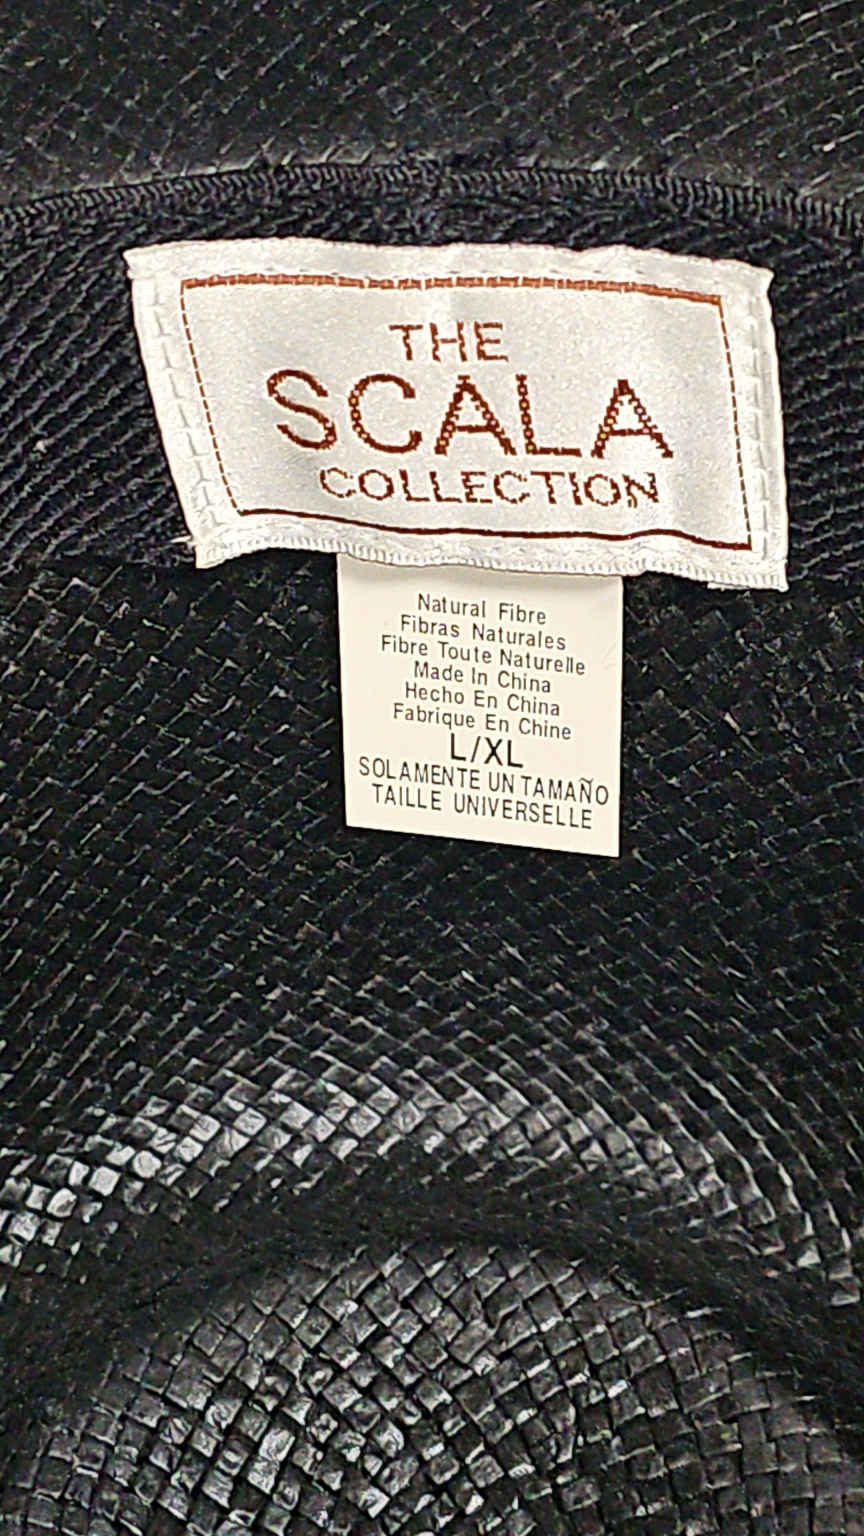 THE
SCALA
COLLECTION
Natural Fibre
Fibras Naturales
Fibre Toute Naturelle
Made In China
Hecho En China
Fabrique En Chine
L/XL
SOLAMENTE UN TAMAÑO
TAILLE UNIVERSELLE